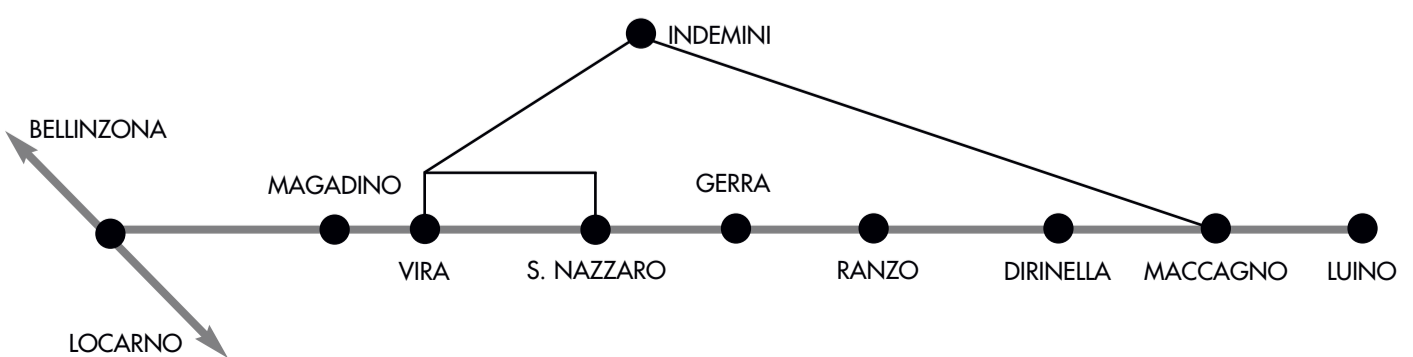 INDEMINI
BELLINZONA
MAGADINO
GERRA
VIRA
S. NAZZARO
RANZO
DIRINELLA
MACCAGNO
LUINO
LOCARNO